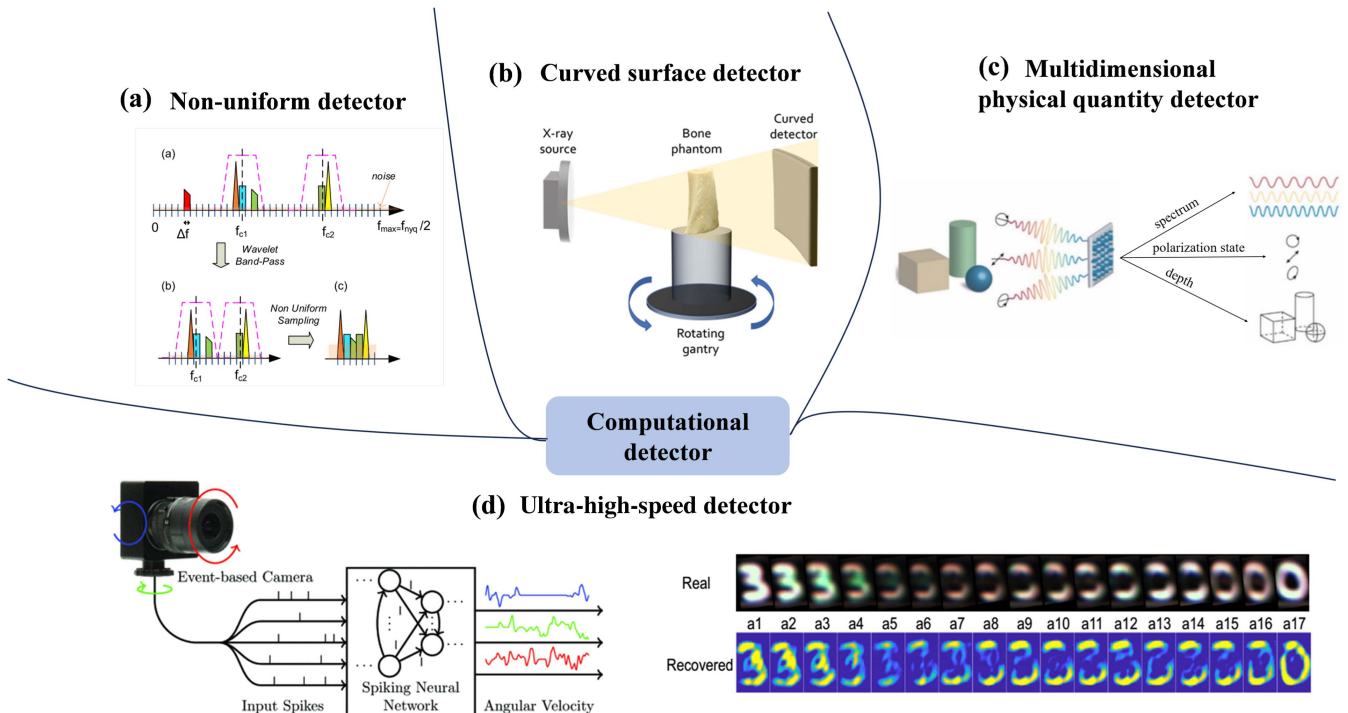 (a) Non-uniform detector
(a)
noise
0
Δf
fc1
fc2
fmax=fnyq/2
Wavelet
Band-Pass
(b)
(c)
Non Uniform
Sampling
fc1
fc2
(b) Curved surface detector
X-ray
source
Bone
phantom
Curved
detector
Rotating
gantry
(c) Multidimensional
physical quantity detector
spectrum
polarization state
depth
Computational
detector
(d) Ultra-high-speed detector
Event-based Camera
Input Spikes
Spiking Neural
Network
Angular Velocity
Real
a1 a2 a3 a4 a5 a6 a7 a8 a9 a10 a11 a12 a13 a14 a15 a16 a17
Recovered